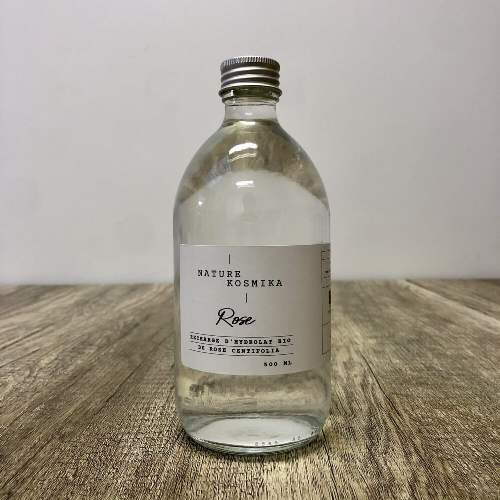 NATURE
KOSMIKA
Rose
RECHARGE D'HYDROLAT BIO
DE ROSE CENTIFOLIA
500 ML